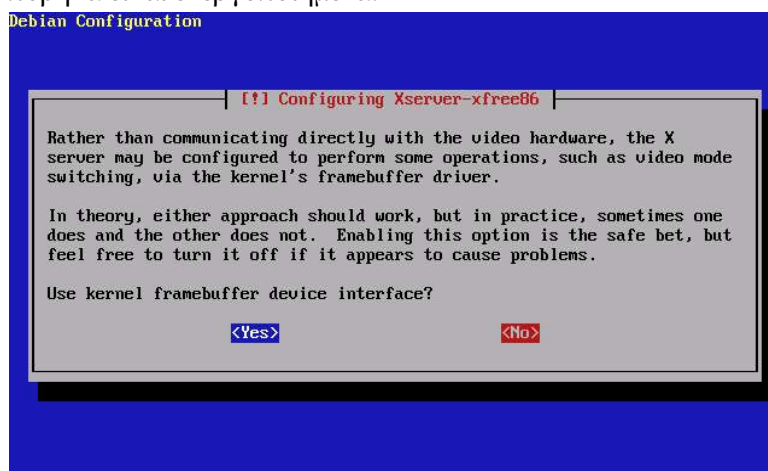 Debian Configuration
[!] Configuring Xserver-xfree86
Rather than communicating directly with the video hardware, the X
server may be configured to perform some operations, such as video mode
switching, via the kernel's framebuffer driver.
In theory, either approach should work, but in practice, sometimes one
does and the other does not.  Enabling this option is the safe bet, but
feel free to turn it off if it appears to cause problems.
Use kernel framebuffer device interface?
<Yes> <No>